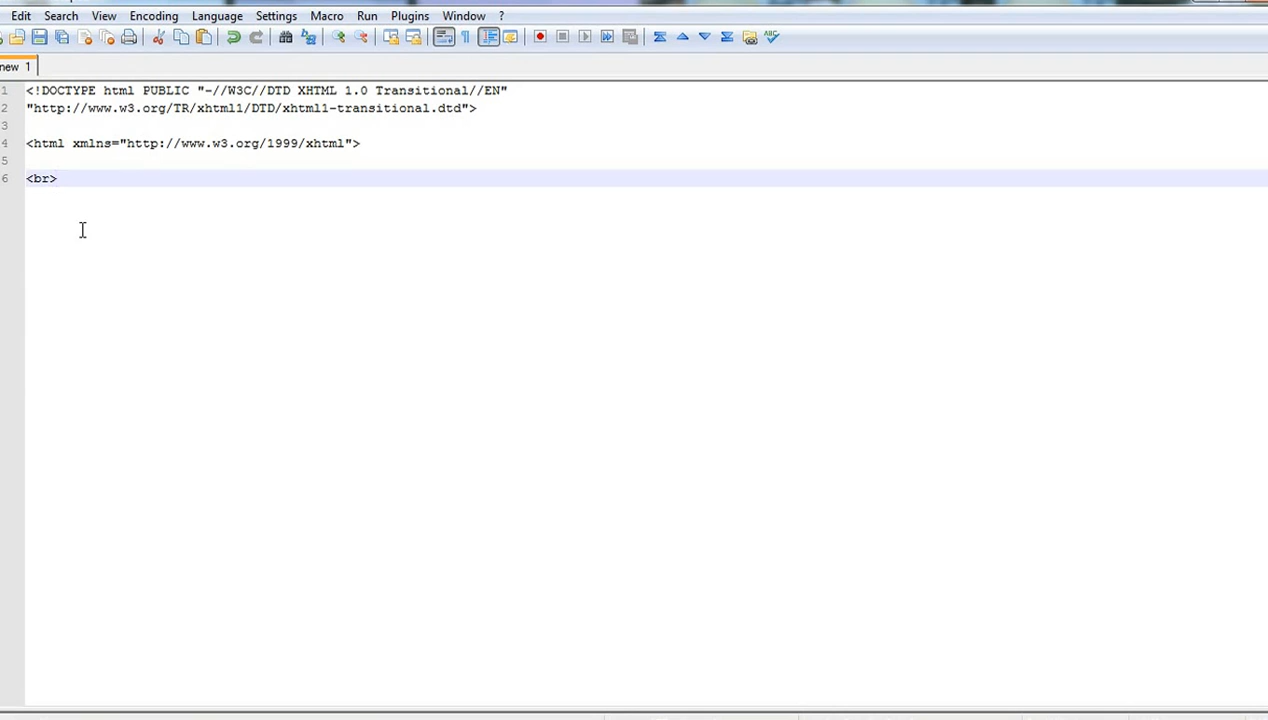 Edit Search View Encoding Language Settings Macro Run Plugins Window ?
ABC
new 1
1 <!DOCTYPE html PUBLIC "-//W3C//DTD XHTML 1.0 Transitional//EN"
2 "http://www.w3.org/TR/xhtml1/DTD/xhtml1-transitional.dtd">
3
4 <html xmlns="http://www.w3.org/1999/xhtml">
5
6 <br>